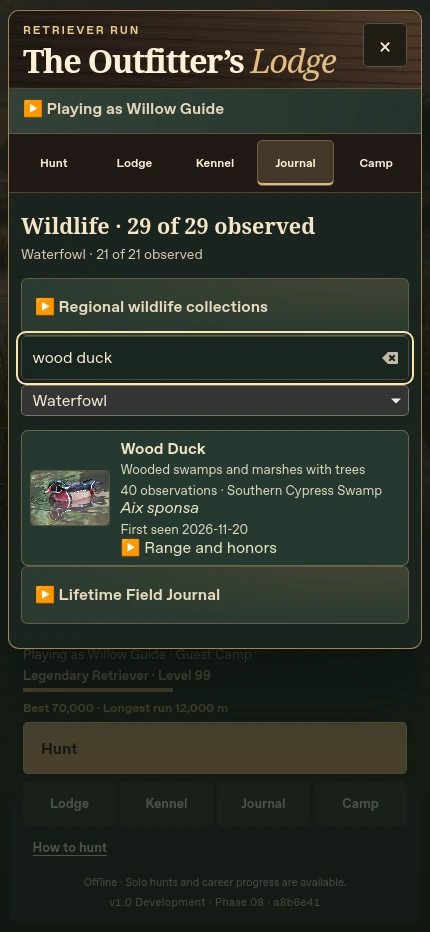 RETRIEVER RUN
The Outfitter's Lodge
×
▶ Playing as Willow Guide
Hunt
Lodge
Kennel
Journal
Camp
Wildlife · 29 of 29 observed
Waterfowl · 21 of 21 observed
▶ Regional wildlife collections
wood duck
Waterfowl
Wood Duck
Wooded swamps and marshes with trees
40 observations · Southern Cypress Swamp
Aix sponsa
First seen 2026-11-20
▶ Range and honors
▶ Lifetime Field Journal
Playing as Willow Guide · Guest Camp
Legendary Retriever · Level 99
Best 70,000 · Longest run 12,000 m
Hunt
Lodge
Kennel
Journal
Camp
How to hunt
Offline · Solo hunts and career progress are available.
v1.0 Development · Phase 08 · a8b6e41